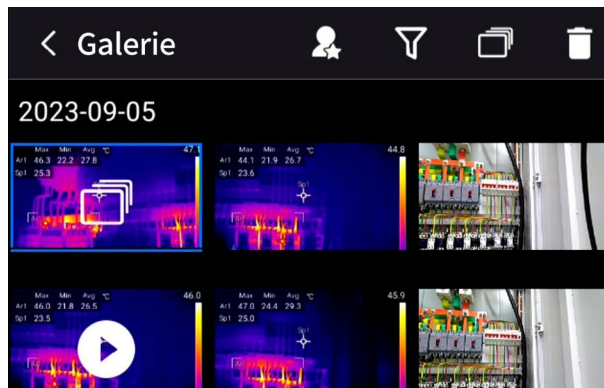 Galerie
2023-09-05
Max Min Avg ℃
Ar1 46.3 22.2 27.8
Sp1 25.3
47.1
Max Min Avg ℃
Ar1 44.1 21.9 26.7
Sp1 23.6
44.8
Sp1
Max Min Avg ℃
Ar1 46.0 21.8 26.5
Sp1 23.5
46.0
Max Min Avg ℃
Ar1 47.0 24.4 29.3
Sp1 25.0
45.9
Sp1